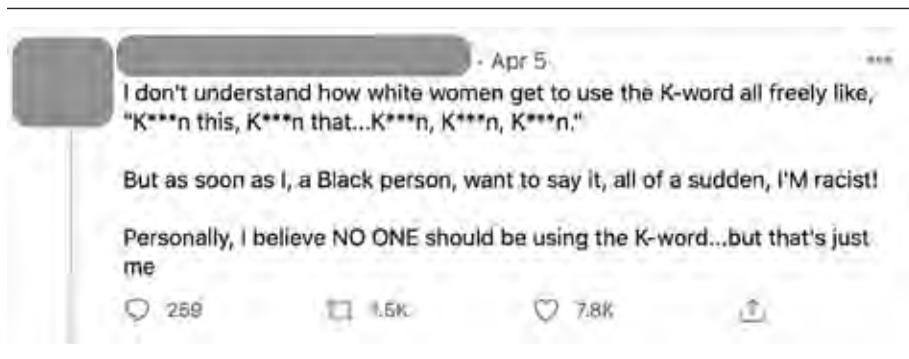 · Apr 5
I don't understand how white women get to use the K-word all freely like,
"K***n this, K***n that...K***n, K***n, K***n."
But as soon as I, a Black person, want to say it, all of a sudden, I'M racist!
Personally, I believe NO ONE should be using the K-word...but that's just
me
259 1.5K 7.8K